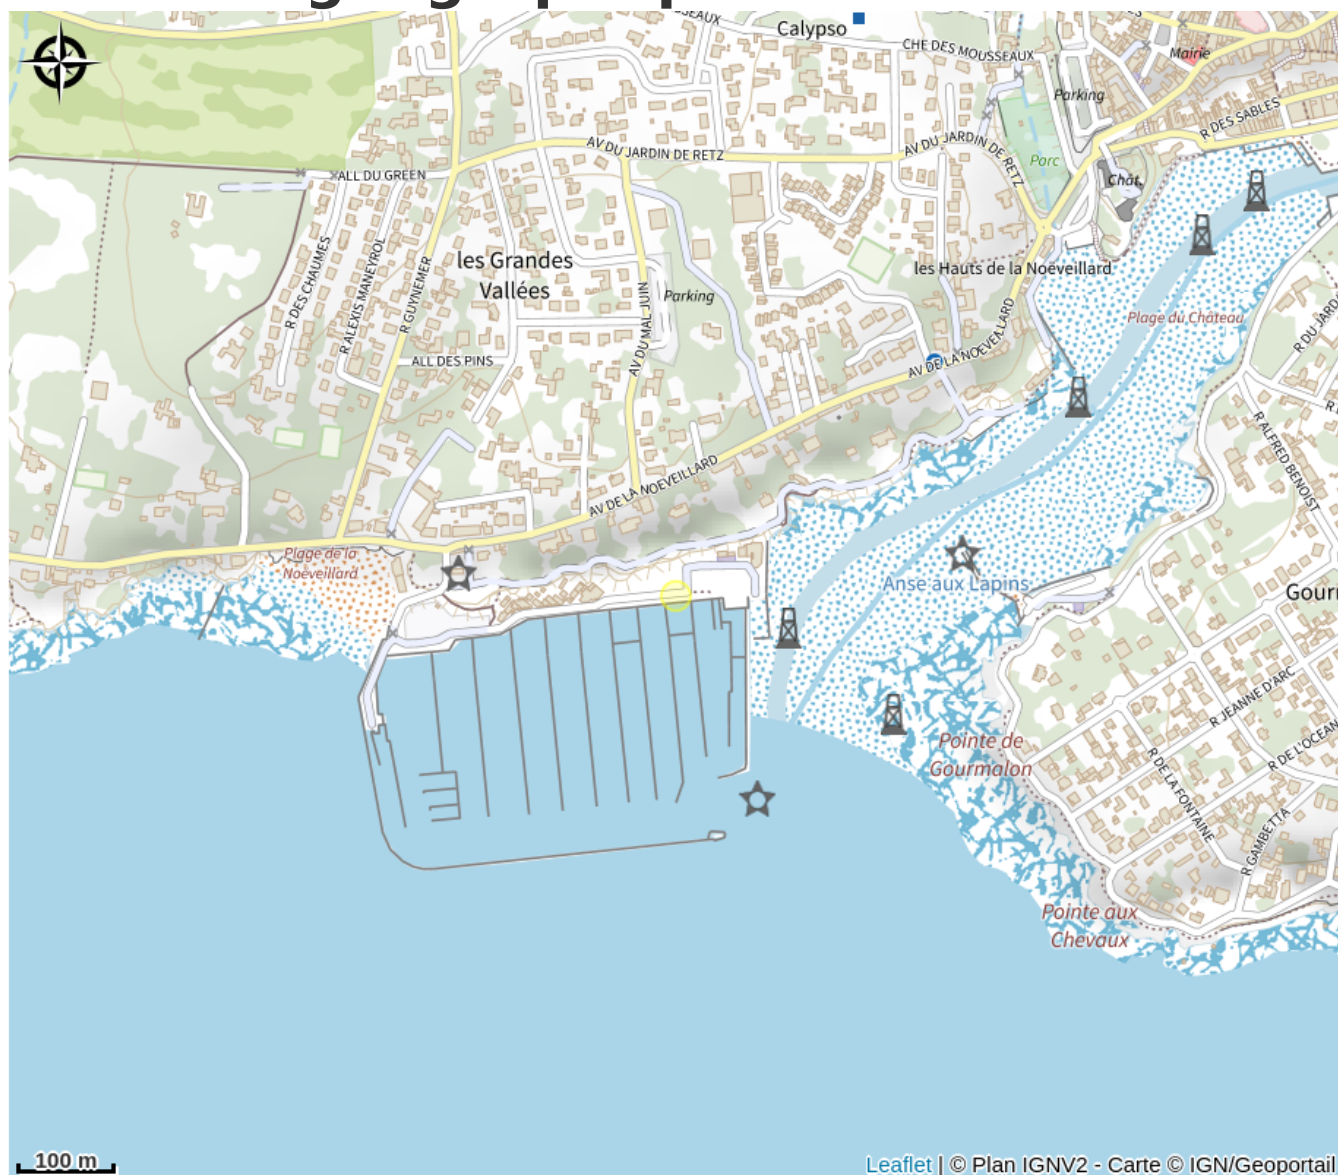 Calypso
CHE DES MOUSSEAUX
Mairie
Parking
R DES SABLES
AV DU JARDIN DE RETZ
AV DU JARDIN DE RETZ
Parc
Chât.
ALL DU GREEN
les Grandes
Vallées
les Hauts de la Noëveillard
Parking
R DES CHAUMES
R ALEXIS MANEYROL
R GUYNEMER
AV DU MAL JUIN
Plage du Château
R DU JARD
ALL DES PINS
AV DE LA NOEVEILLARD
R ALFRED BENOIST
AV DE LA NOEVEILLARD
Plage de la
Noëveillard
Anse aux Lapins
Gourm
R JEANNE D'ARC
R DE L'OCEAN
Pointe de
Gourmalon
R DE LA FONTAINE
R GAMBETTA
Pointe aux
Chevaux
100 m
Leaflet | © Plan IGNV2 - Carte © IGN/Geoportail